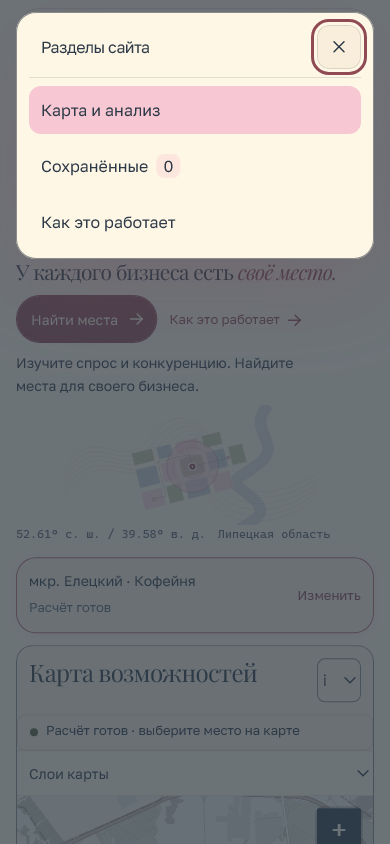 Разделы сайта
Карта и анализ
Сохранённые 0
Как это работает
У каждого бизнеса есть своё место.
Найти места →
Как это работает →
Изучите спрос и конкуренцию. Найдите
места для своего бизнеса.
52.61° с. ш. / 39.58° в. д. Липецкая область
мкр. Елецкий · Кофейня
Расчёт готов
Изменить
Карта возможностей
i
Расчёт готов · выберите место на карте
Слои карты
+